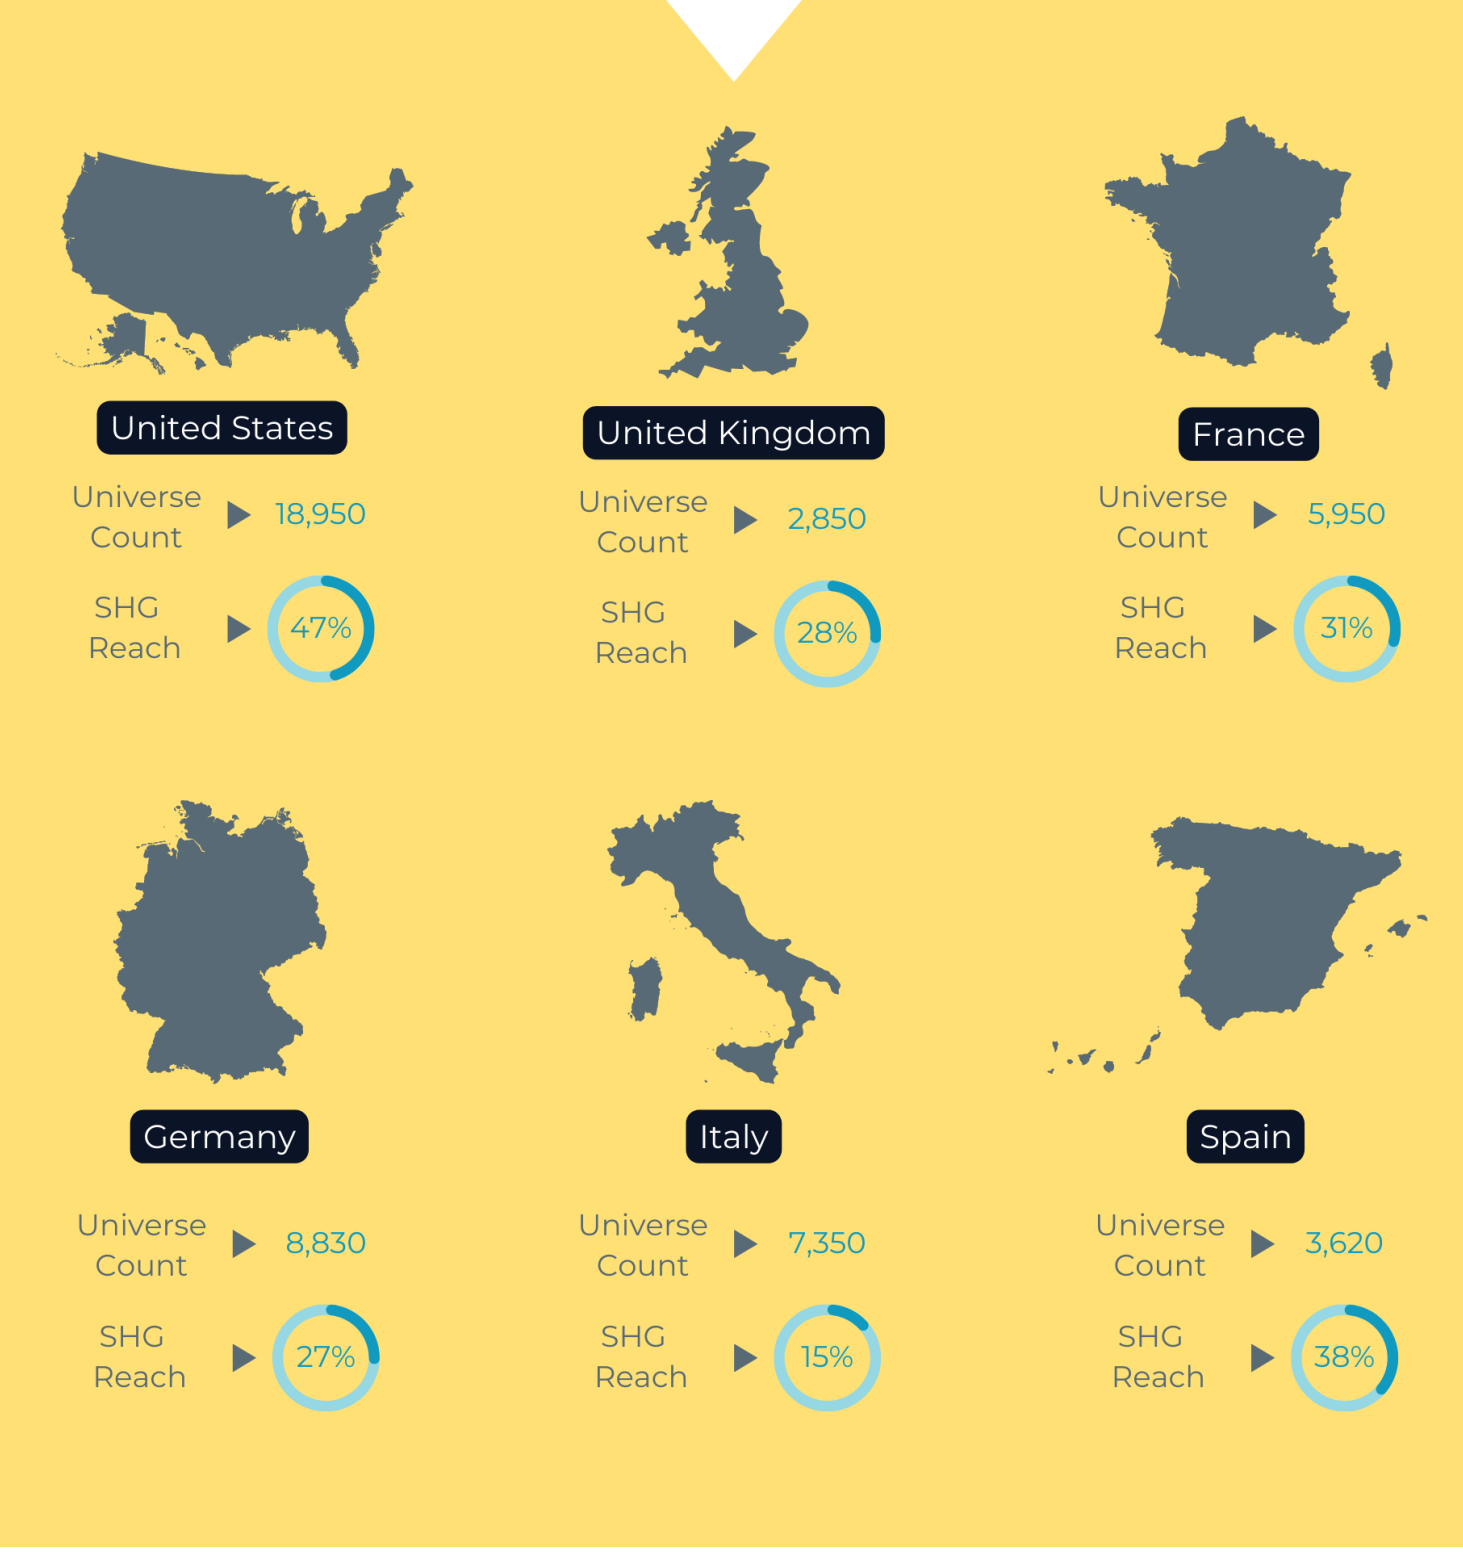 United States
Universe
Count
18,950
SHG
Reach
47%
United Kingdom
Universe
Count
2,850
SHG
Reach
28%
France
Universe
Count
5,950
SHG
Reach
31%
Germany
Universe
Count
8,830
SHG
Reach
27%
Italy
Universe
Count
7,350
SHG
Reach
15%
Spain
Universe
Count
3,620
SHG
Reach
38%